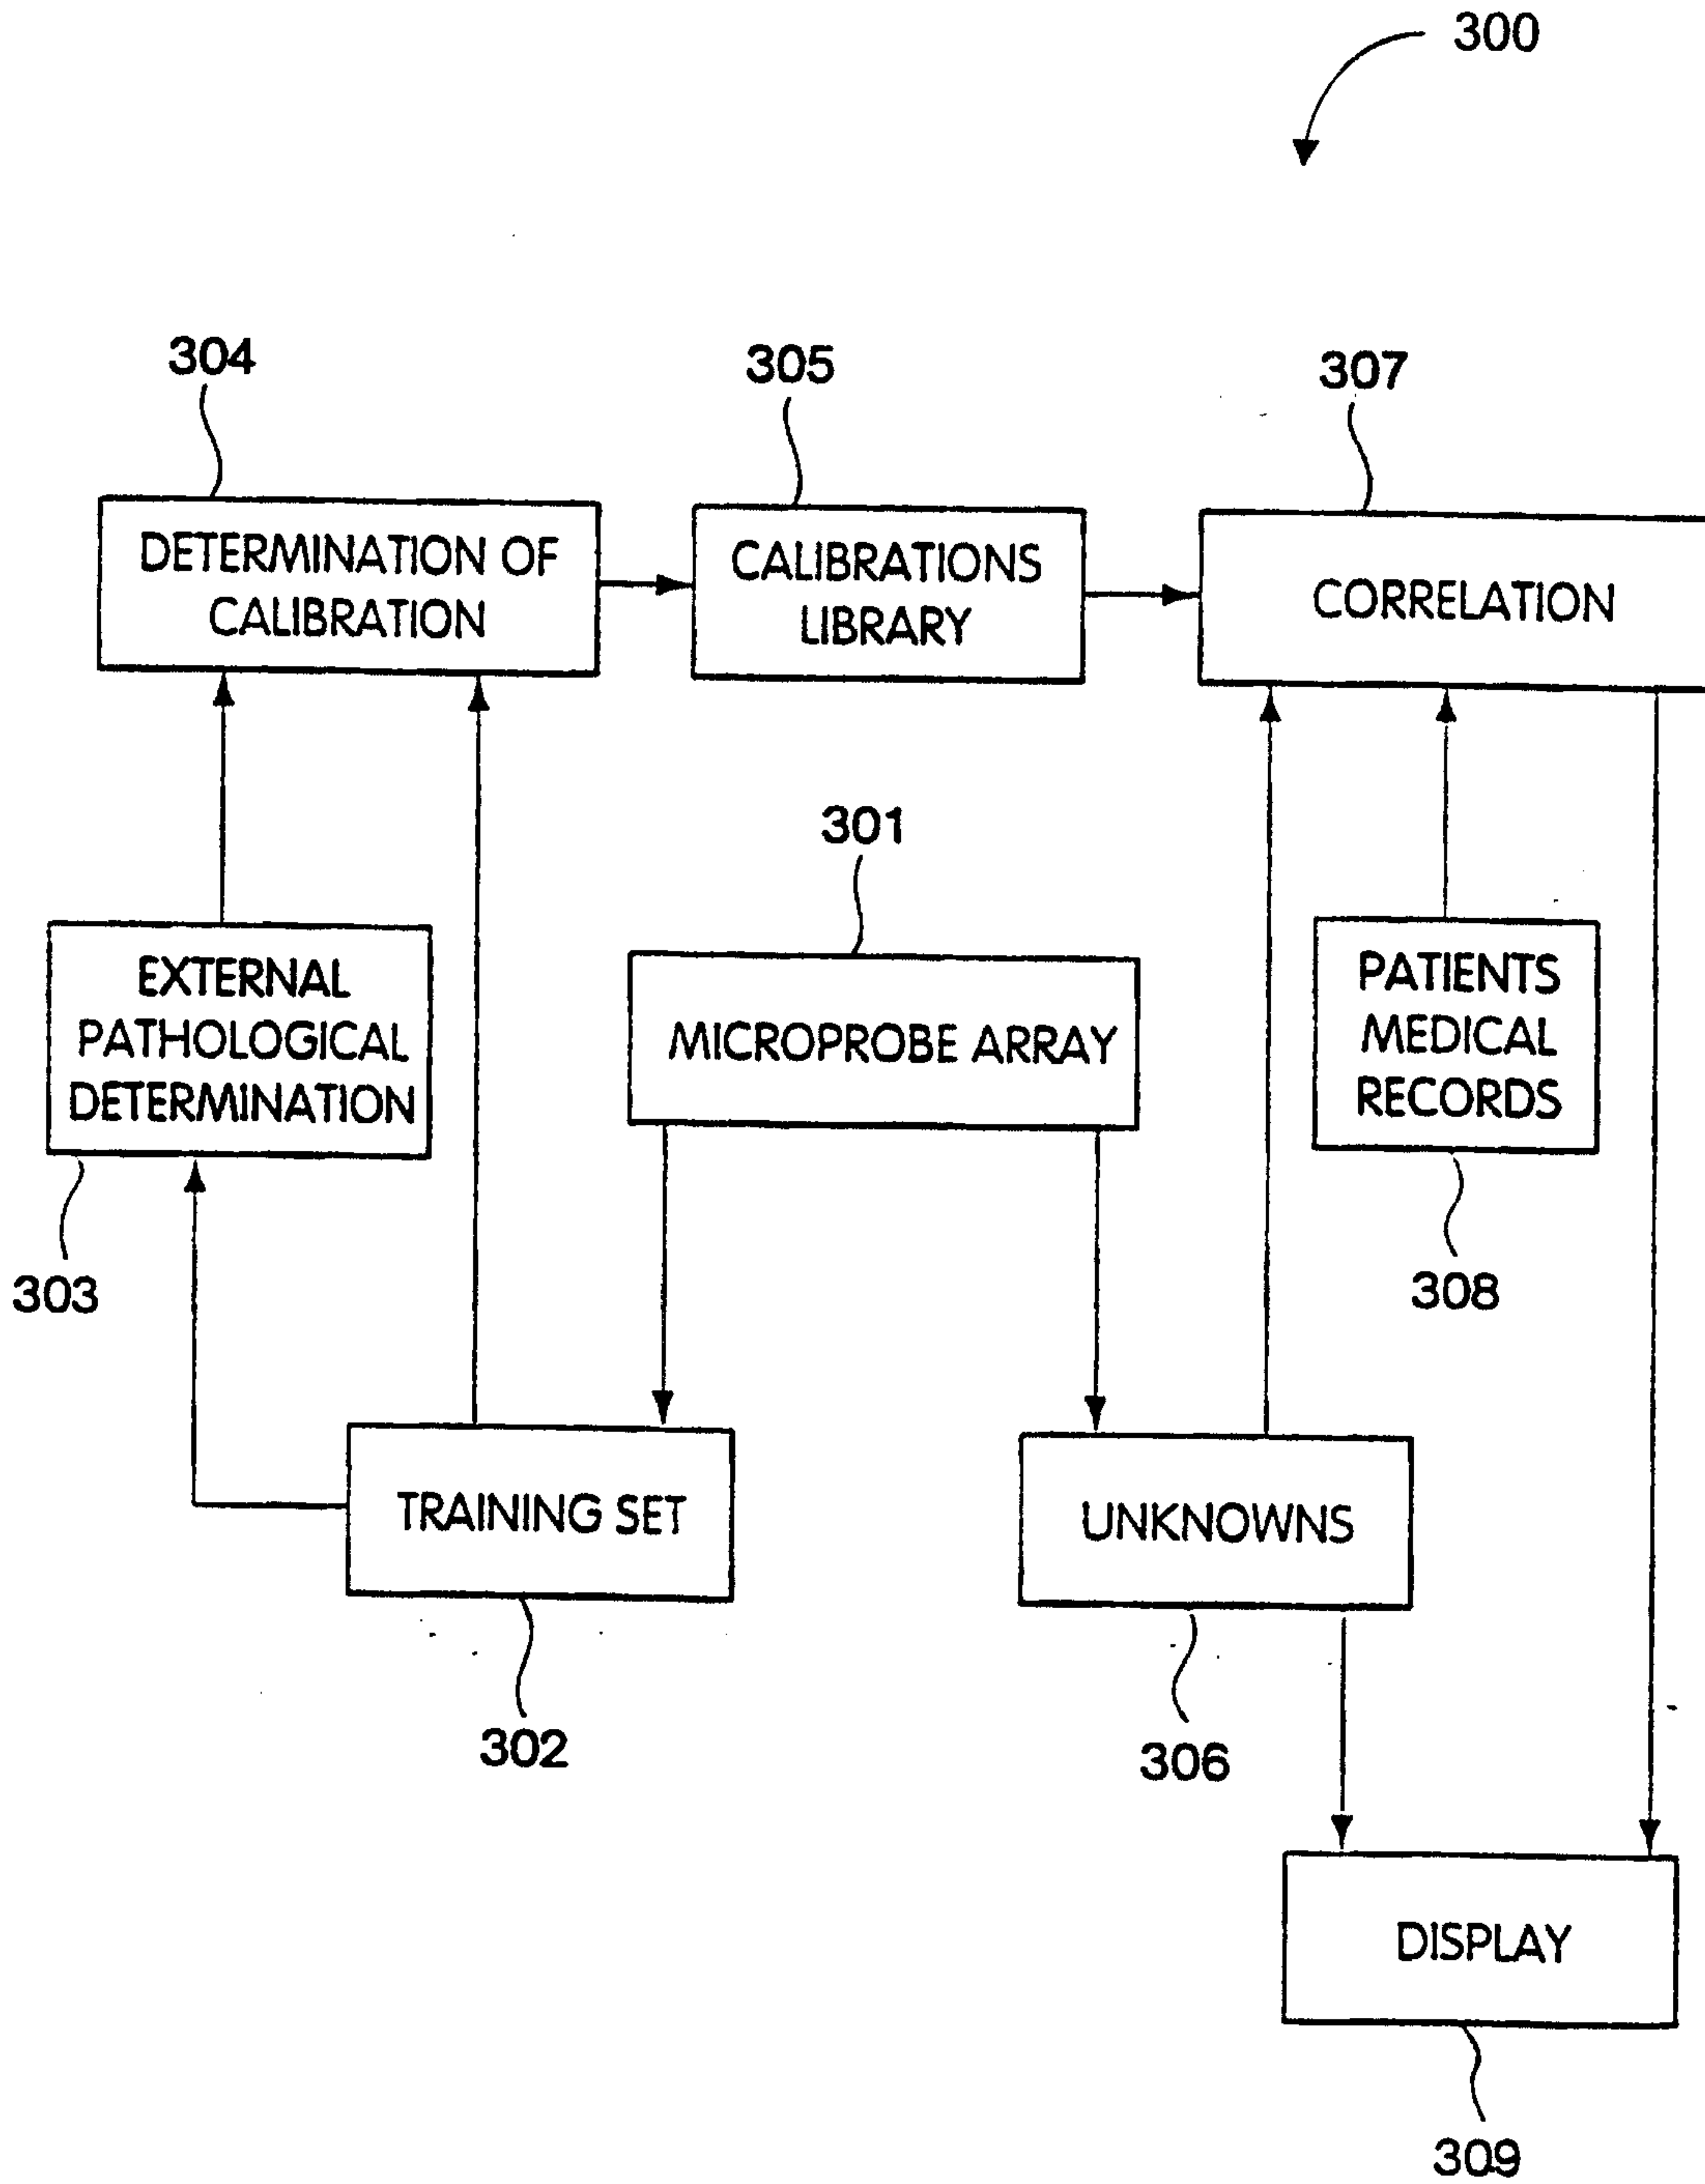 300
304
305
307
DETERMINATION OF
CALIBRATION
CALIBRATIONS
LIBRARY
CORRELATION
301
EXTERNAL
PATHOLOGICAL
DETERMINATION
MICROPROBE ARRAY
PATIENTS
MEDICAL
RECORDS
303
308
TRAINING SET
UNKNOWNS
302
306
DISPLAY
309